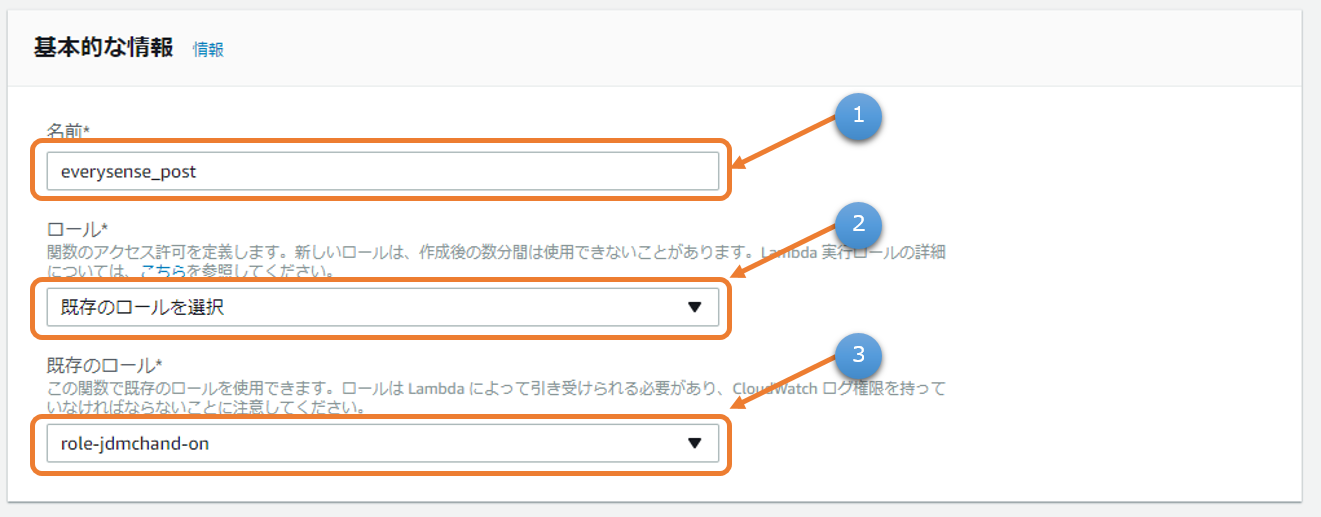 基本的な情報 情報
名前*
1
everysense_post
ロール*
2
関数のアクセス許可を定義します。新しいロールは、作成後の数分間は使用できないことがあります。Lambda 実行ロールの詳細
については、こちらを参照してください。
既存のロールを選択
既存のロール*
3
この関数で既存のロールを使用できます。ロールは Lambda によって引き受けられる必要があり、CloudWatch ログ権限を持って
いなければならないことに注意してください。
role-jdmchand-on